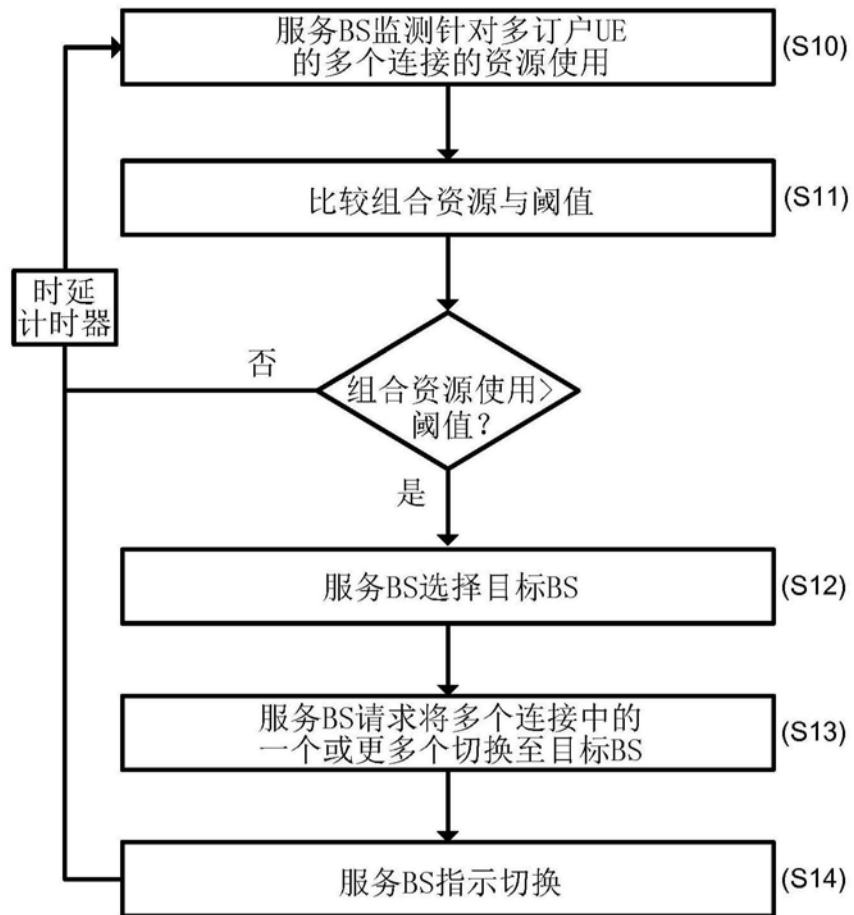 服务BS监测针对多订户UE
的多个连接的资源使用
(S10)
比较组合资源与阈值
(S11)
时延
计时器
否
组合资源使用>
阈值?
是
服务BS选择目标BS
(S12)
服务BS请求将多个连接中的
一个或更多个切换至目标BS
(S13)
服务BS指示切换
(S14)